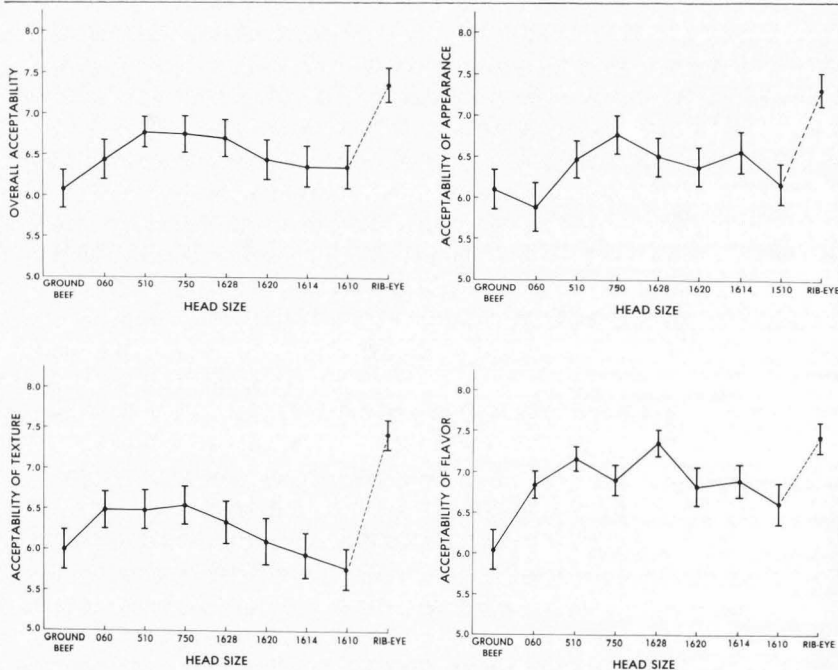 OVERALL ACCEPTABILITY
8.0
7.5
7.0
6.5
6.0
5.5
5.0
GROUND 060 510 750 1628 1620 1614 1610 RIB-EYE
BEEF
HEAD SIZE
ACCEPTABILITY OF APPEARANCE
8.0
7.5
7.0
6.5
6.0
5.5
5.0
GROUND 060 510 790 1628 1620 1614 1510 RIB-EYE
BEEF
HEAD SIZE
ACCEPTABILITY OF TEXTURE
8.0
7.5
7.0
6.5
6.0
5.5
5.0
GROUND 060 510 750 1628 1620 1614 1610 RIB-EYE
BEEF
HEAD SIZE
ACCEPTABILITY OF FLAVOR
8.0
7.5
7.0
6.5
6.0
5.5
5.0
GROUND 060 510 750 1628 1620 1614 1610 RIB-EYE
BEEF
HEAD SIZE